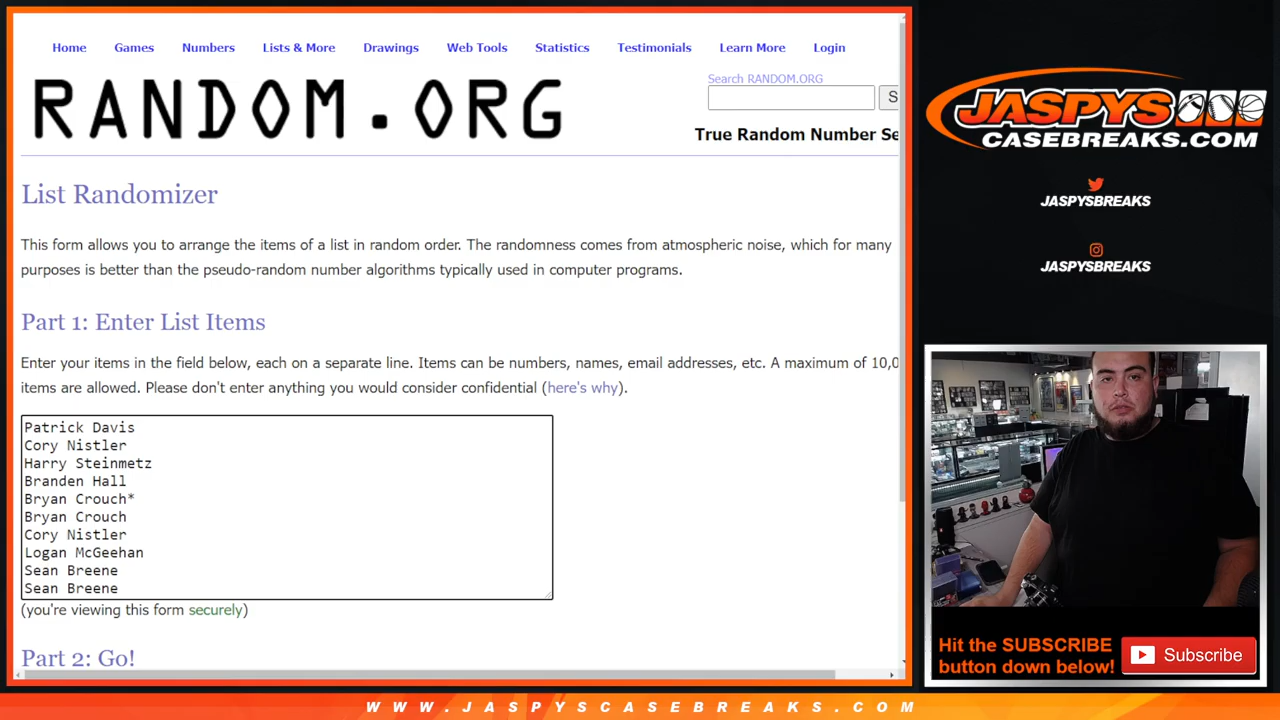 Home Games Numbers Lists & More Drawings Web Tools Statistics Testimonials Learn More Login
RANDOM.ORG
Search RANDOM.ORG
S
True Random Number Se
List Randomizer
This form allows you to arrange the items of a list in random order. The randomness comes from atmospheric noise, which for many
purposes is better than the pseudo-random number algorithms typically used in computer programs.
Part 1: Enter List Items
Enter your items in the field below, each on a separate line. Items can be numbers, names, email addresses, etc. A maximum of 10,0
items are allowed. Please don't enter anything you would consider confidential (here's why).
Patrick Davis
Cory Nistler
Harry Steinmetz
Branden Hall
Bryan Crouch*
Bryan Crouch
Cory Nistler
Logan McGeehan
Sean Breene
Sean Breene
(you're viewing this form securely)
Part 2: Go!
JASPYS
CASEBREAKS.COM
JASPYSBREAKS
JASPYSBREAKS
Hit the SUBSCRIBE
button down below!
Subscribe
WWW.JASPYSCASEBREAKS.COM